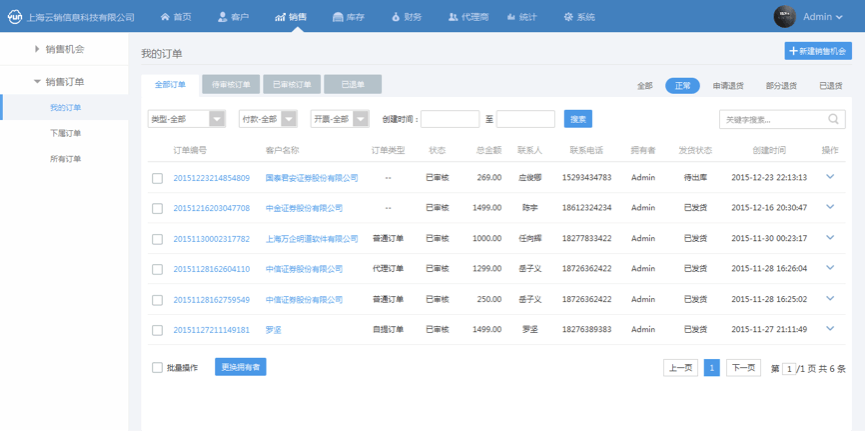 yun 上海云销信息科技有限公司 首页 客户 销售 库存 财务 代理商 统计 系统 Admin
销售机会
销售订单
我的订单
下属订单
所有订单
我的订单 +新建销售机会
全部订单 待审核订单 已审核订单 已退单 全部 正常 申请退货 部分退货 已退货
类型-全部 付款-全部 开票-全部 创建时间： 至 搜索 关键字搜索...
订单编号 客户名称 订单类型 状态 总金额 联系人 联系电话 拥有者 发货状态 创建时间 操作
20151223214854809 国泰君安证券股份有限公司 -- 已审核 269.00 应俊卿 15293434783 Admin 待出库 2015-12-23 22:13:13
20151216203047708 中金证券股份有限公司 -- 已审核 1499.00 陈宇 18612324234 Admin 已发货 2015-12-16 20:30:47
20151130002317782 上海万企明道软件有限公司 普通订单 已审核 1000.00 任向辉 18277833422 Admin 已发货 2015-11-30 00:23:17
20151128162604110 中信证券股份有限公司 代理订单 已审核 1299.00 岳子义 18726362422 Admin 已发货 2015-11-28 16:26:04
20151128162759549 中信证券股份有限公司 普通订单 已审核 250.00 岳子义 18726362422 Admin 已发货 2015-11-28 16:25:02
20151127211149181 罗坚 自提订单 已审核 1499.00 罗坚 18276389383 Admin 已发货 2015-11-27 21:11:49
批量操作 更换拥有者 上一页 1 下一页 第 1 /1 页 共 6 条